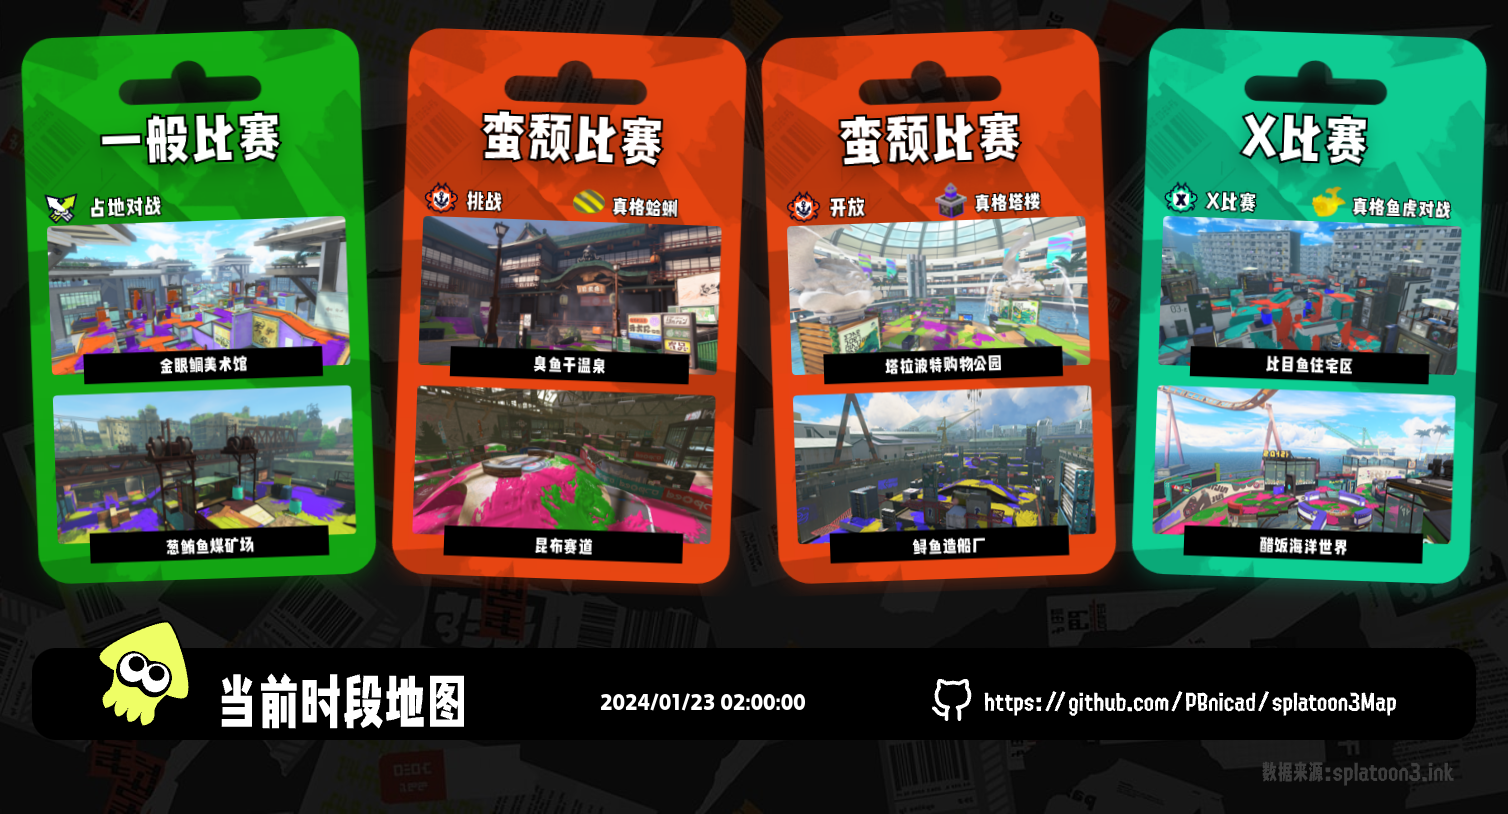 一般比赛
占地对战
金眼鲷美术馆
葱鲔鱼煤矿场
蛮颓比赛
挑战
真格蛤蜊
臭鱼干温泉
昆布赛道
蛮颓比赛
开放
真格塔楼
塔拉波特购物公园
鲟鱼造船厂
X比赛
X比赛
真格鱼虎对战
比目鱼住宅区
醋饭海洋世界
当前时段地图
2024/01/23 02:00:00
https://github.com/PBnicad/splatoon3Map
数据来源:splatoon3.ink